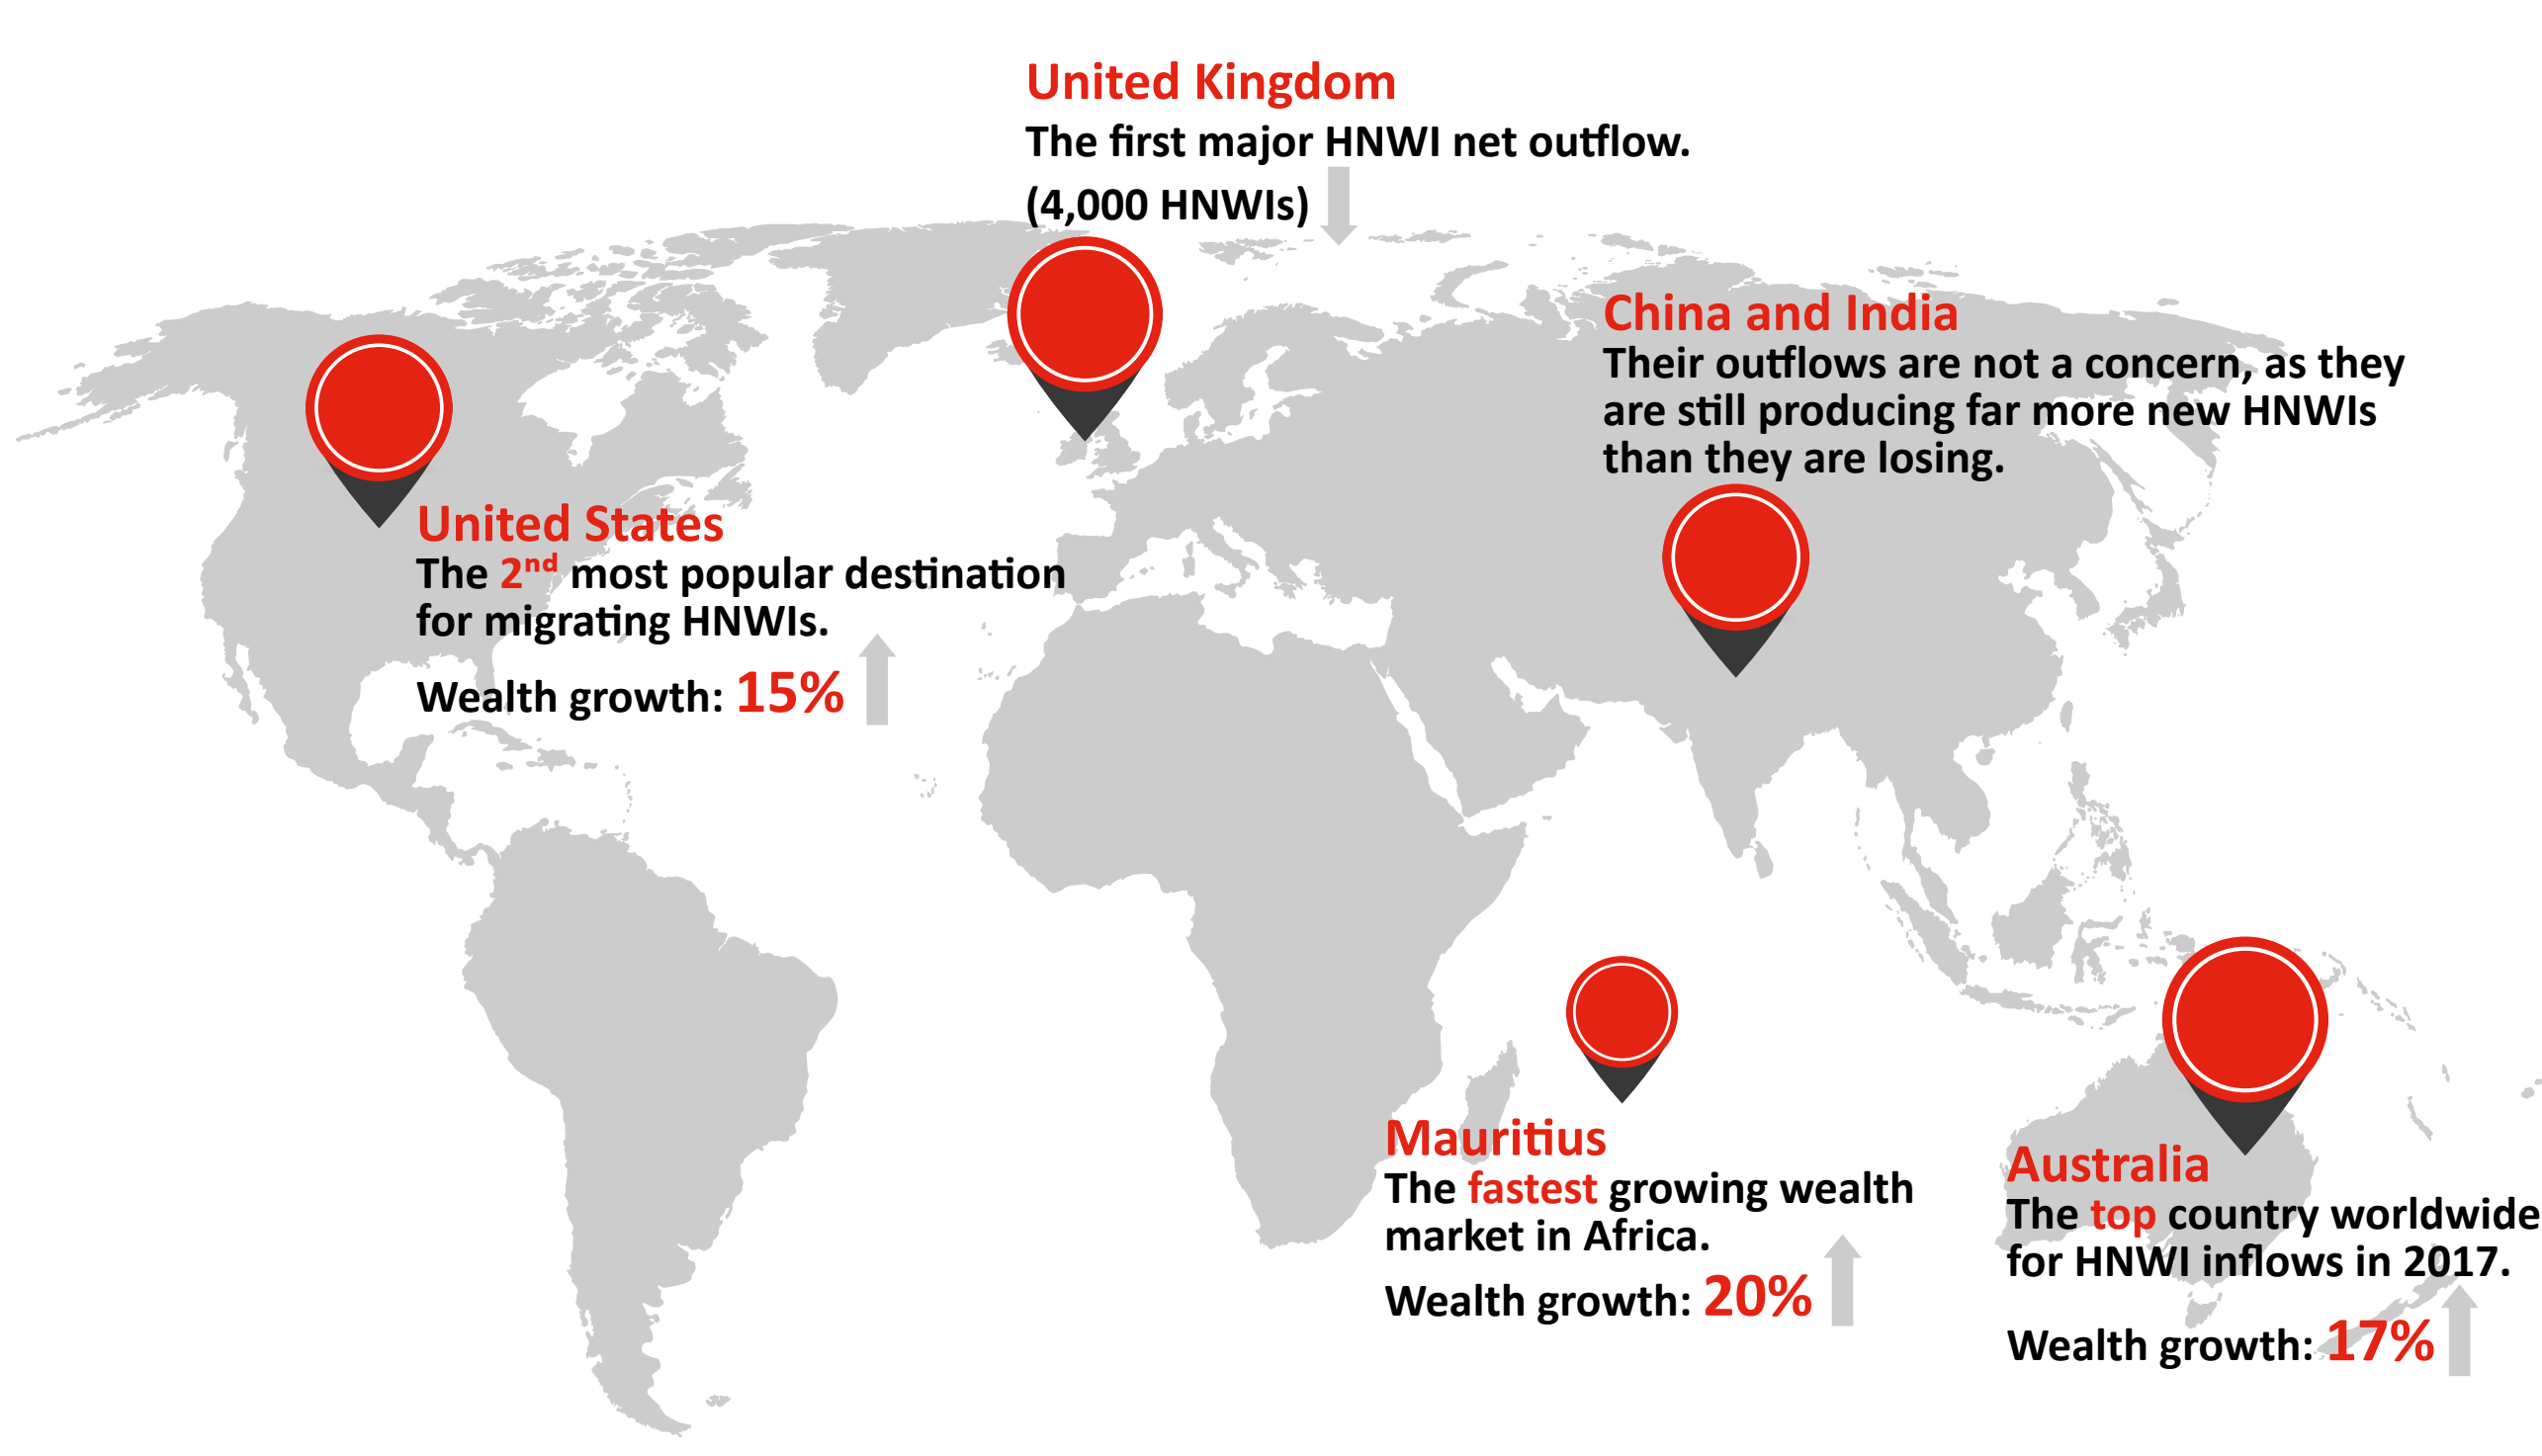 United Kingdom
The first major HNWI net outflow.
(4,000 HNWIs)
China and India
Their outflows are not a concern, as they
are still producing far more new HNWIs
than they are losing.
United States
The 2nd most popular destination
for migrating HNWIs.
Wealth growth: 15%
Mauritius
The fastest growing wealth
market in Africa.
Wealth growth: 20%
Australia
The top country worldwide
for HNWI inflows in 2017.
Wealth growth: 17%